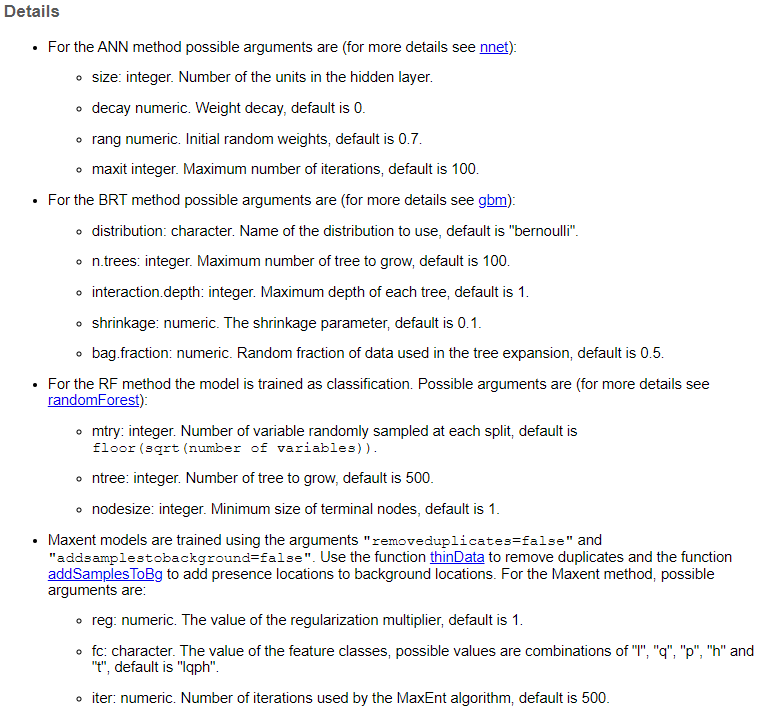 Details
• For the ANN method possible arguments are (for more details see nnet):
◦ size: integer. Number of the units in the hidden layer.
◦ decay numeric. Weight decay, default is 0.
◦ rang numeric. Initial random weights, default is 0.7.
◦ maxit integer. Maximum number of iterations, default is 100.
• For the BRT method possible arguments are (for more details see gbm):
◦ distribution: character. Name of the distribution to use, default is "bernoulli".
◦ n.trees: integer. Maximum number of tree to grow, default is 100.
◦ interaction.depth: integer. Maximum depth of each tree, default is 1.
◦ shrinkage: numeric. The shrinkage parameter, default is 0.1.
◦ bag.fraction: numeric. Random fraction of data used in the tree expansion, default is 0.5.
• For the RF method the model is trained as classification. Possible arguments are (for more details see
randomForest):
◦ mtry: integer. Number of variable randomly sampled at each split, default is
floor(sqrt(number of variables)).
◦ ntree: integer. Number of tree to grow, default is 500.
◦ nodesize: integer. Minimum size of terminal nodes, default is 1.
• Maxent models are trained using the arguments "removeduplicates=false" and
"addsamplestobackground=false". Use the function thinData to remove duplicates and the function
addSamplesToBg to add presence locations to background locations. For the Maxent method, possible
arguments are:
◦ reg: numeric. The value of the regularization multiplier, default is 1.
◦ fc: character. The value of the feature classes, possible values are combinations of "l", "q", "p", "h" and
"t", default is "lqph".
◦ iter: numeric. Number of iterations used by the MaxEnt algorithm, default is 500.